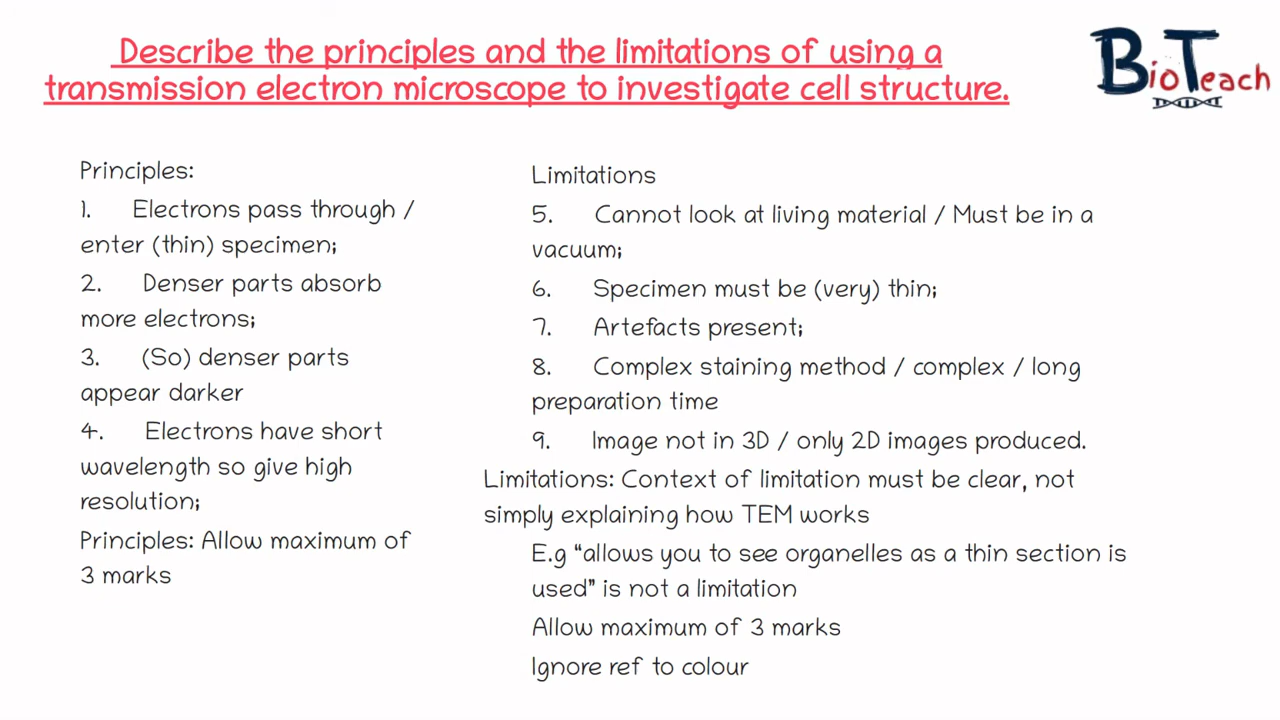 Describe the principles and the limitations of using a
transmission electron microscope to investigate cell structure.
BioTeach
Principles:
1. Electrons pass through /
enter (thin) specimen;
2. Denser parts absorb
more electrons;
3. (So) denser parts
appear darker
4. Electrons have short
wavelength so give high
resolution;
Principles: Allow maximum of
3 marks
Limitations
5. Cannot look at living material / Must be in a
vacuum;
6. Specimen must be (very) thin;
7. Artefacts present;
8. Complex staining method / complex / long
preparation time
9. Image not in 3D / only 2D images produced.
Limitations: Context of limitation must be clear, not
simply explaining how TEM works
E.g “allows you to see organelles as a thin section is
used” is not a limitation
Allow maximum of 3 marks
Ignore ref to colour